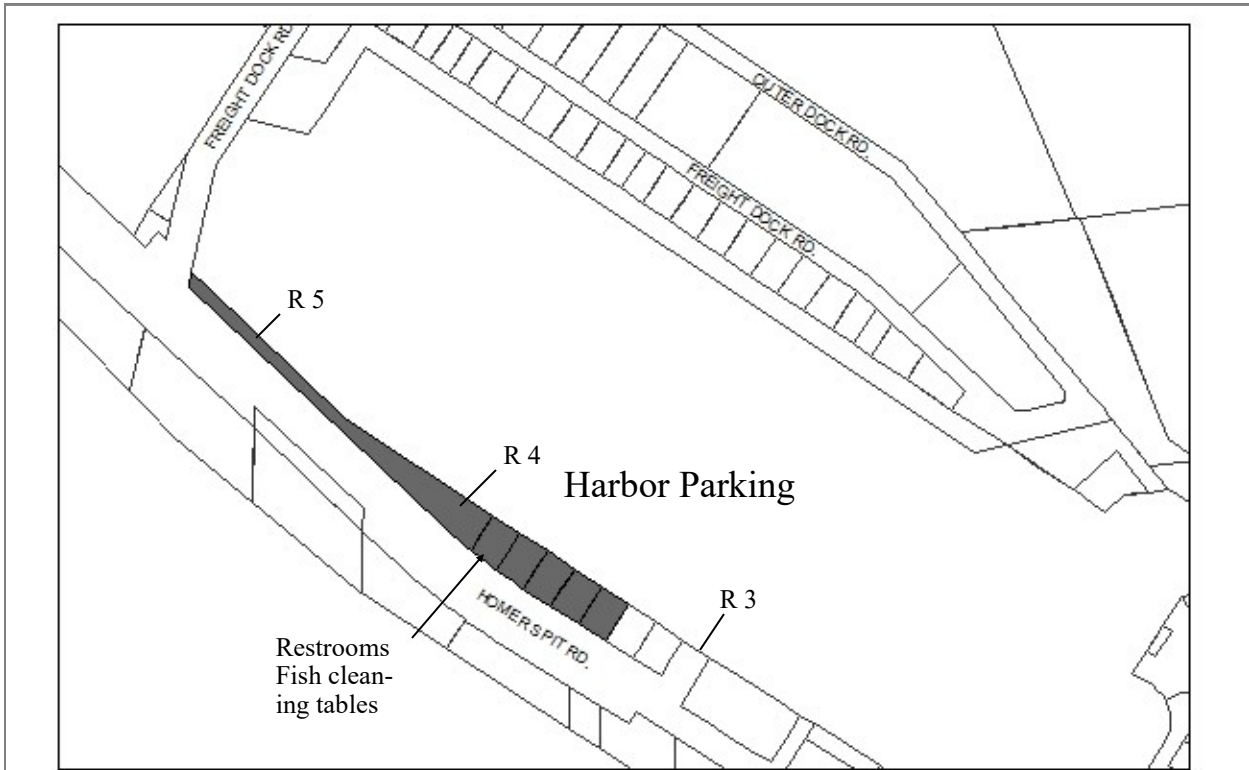 FREIGHT DOCK RD.
OUTER DOCK RD.
FREIGHT DOCK RD.
R 5
R 4
Harbor Parking
R 3
HOMER SPIT RD.
Restrooms
Fish clean-
ing tables